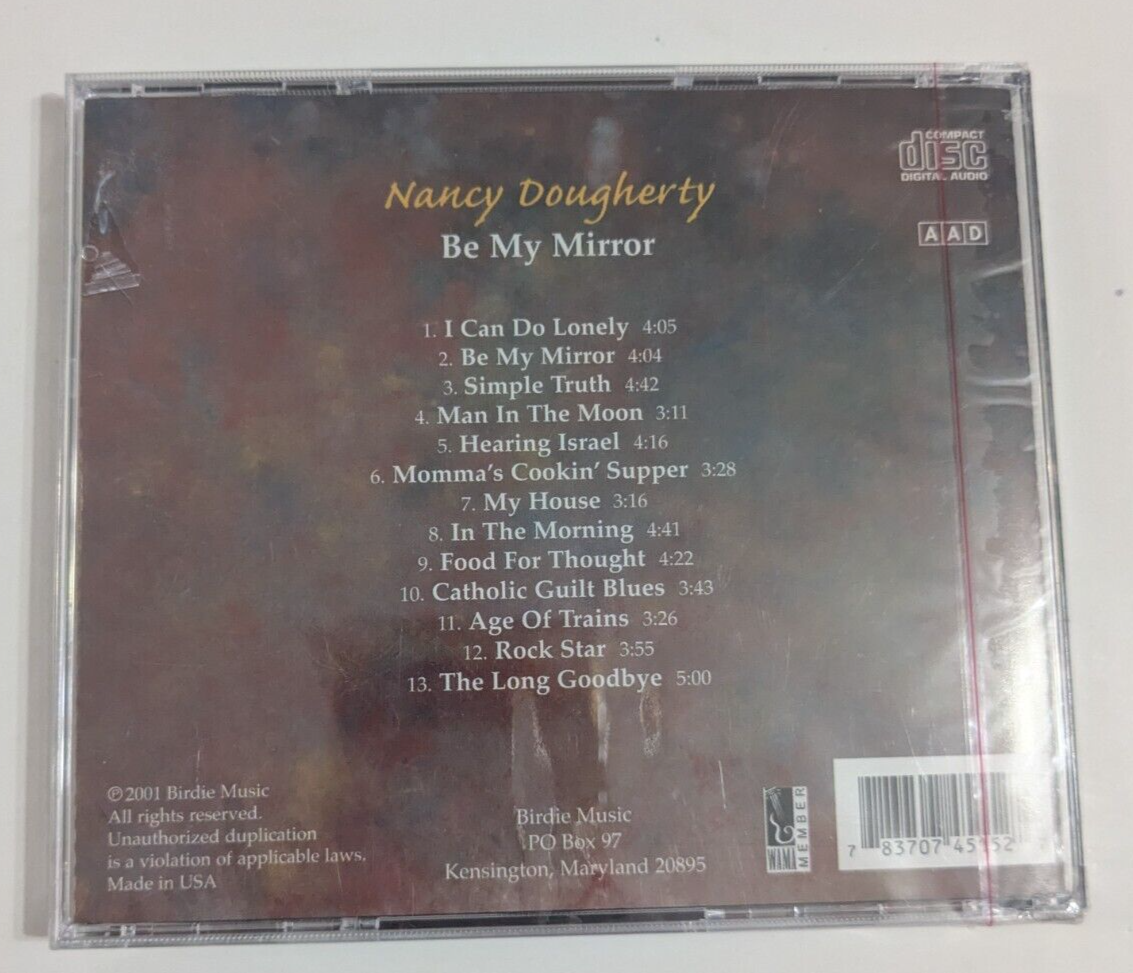 COMPACT
disc
DIGITAL AUDIO
AAD
Nancy Dougherty
Be My Mirror
1. I Can Do Lonely 4:05
2. Be My Mirror 4:04
3. Simple Truth 4:42
4. Man In The Moon 3:11
5. Hearing Israel 4:16
6. Momma's Cookin' Supper 3:28
7. My House 3:16
8. In The Morning 4:41
9. Food For Thought 4:22
10. Catholic Guilt Blues 3:43
11. Age Of Trains 3:26
12. Rock Star 3:55
13. The Long Goodbye 5:00
℗2001 Birdie Music
All rights reserved.
Unauthorized duplication
is a violation of applicable laws.
Made in USA
Birdie Music
PO Box 97
Kensington, Maryland 20895
WAMA
MEMBER
7 83707